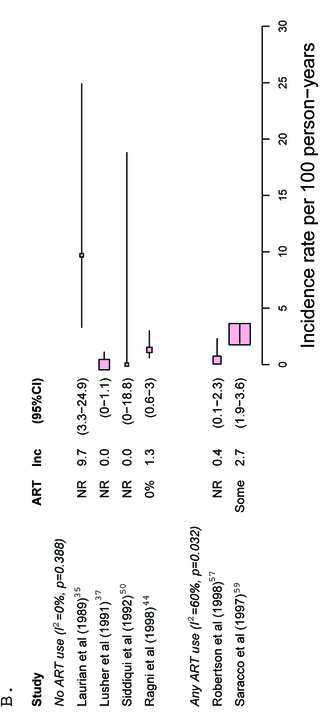 B.
Study ART Inc (95%CI)
No ART use (I²=0%, p=0.388)
Laurian et al (1989)³⁵ NR 9.7 (3.3−24.9)
Lusher et al (1991)³⁷ NR 0.0 (0−1.1)
Siddiqui et al (1992)⁵⁰ NR 0.0 (0−18.8)
Ragni et al (1998)⁴⁴ 0% 1.3 (0.6−3)
Any ART use (I²=60%, p=0.032)
Robertson et al (1998)⁵⁷ NR 0.4 (0.1−2.3)
Saracco et al (1997)⁵⁹ Some 2.7 (1.9−3.6)
0 5 10 15 20 25 30
Incidence rate per 100 person−years